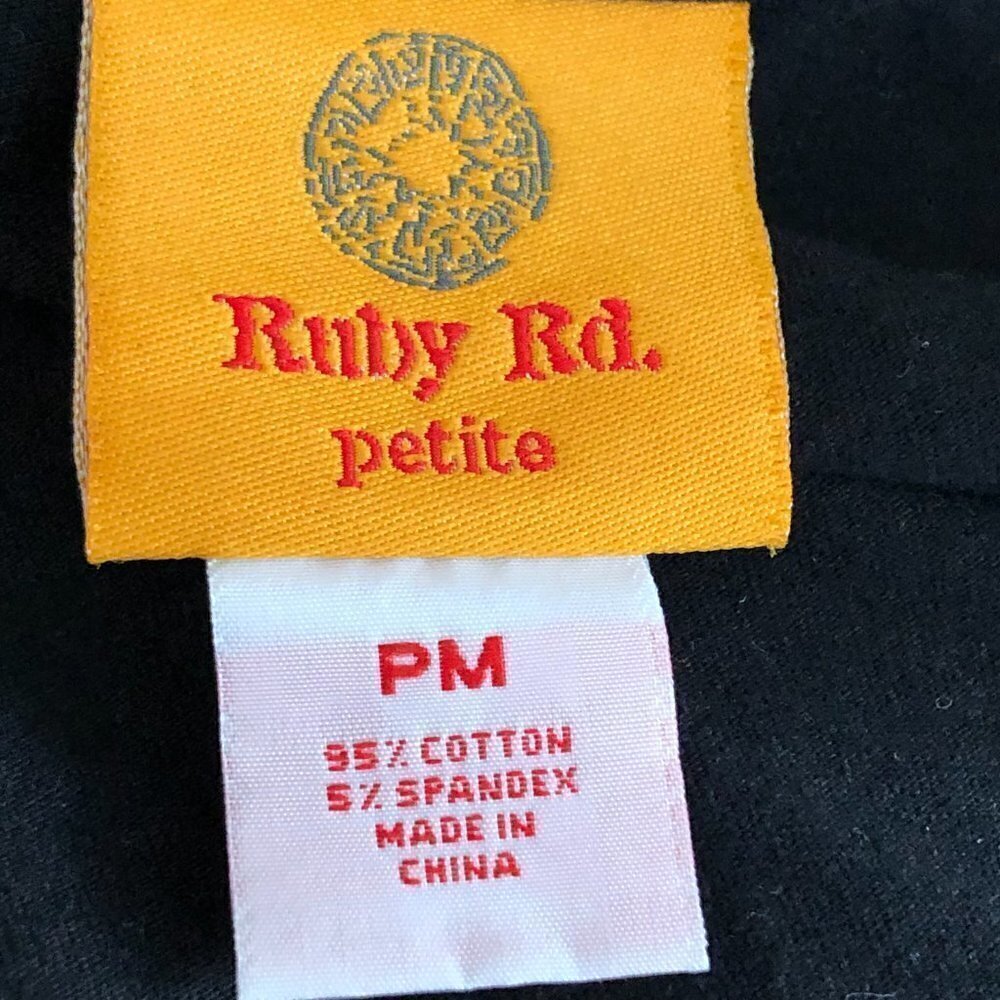 Ruby Rd.
petite
PM
95% COTTON
5% SPANDEX
MADE IN
CHINA